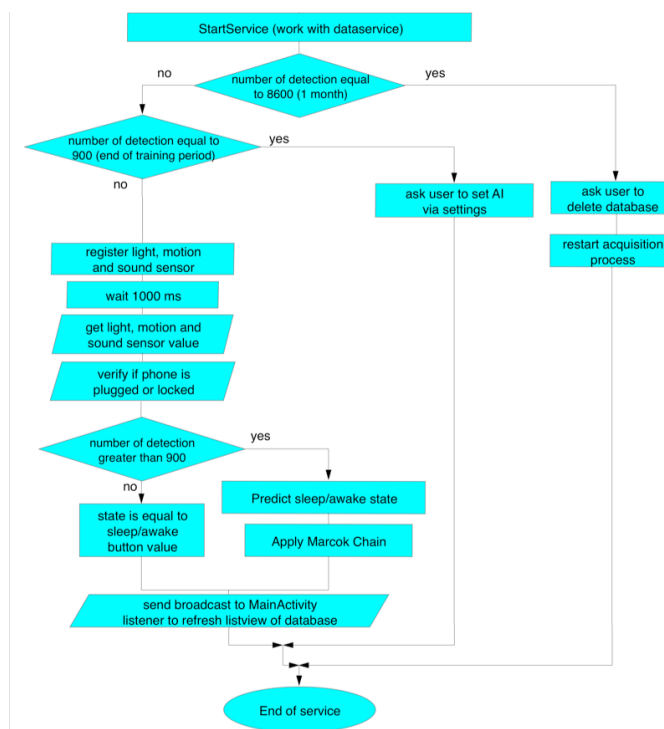 StartService (work with dataservice)
number of detection equal
to 8600 (1 month)
no
yes
number of detection equal to
900 (end of training period)
yes
no
ask user to set AI
via settings
ask user to
delete database
register light, motion
and sound sensor
restart acquisition
process
wait 1000 ms
get light, motion and
sound sensor value
verify if phone is
plugged or locked
number of detection
greater than 900
yes
no
Predict sleep/awake state
state is equal to
sleep/awake
button value
Apply Marcok Chain
send broadcast to MainActivity
listener to refresh listview of database
End of service